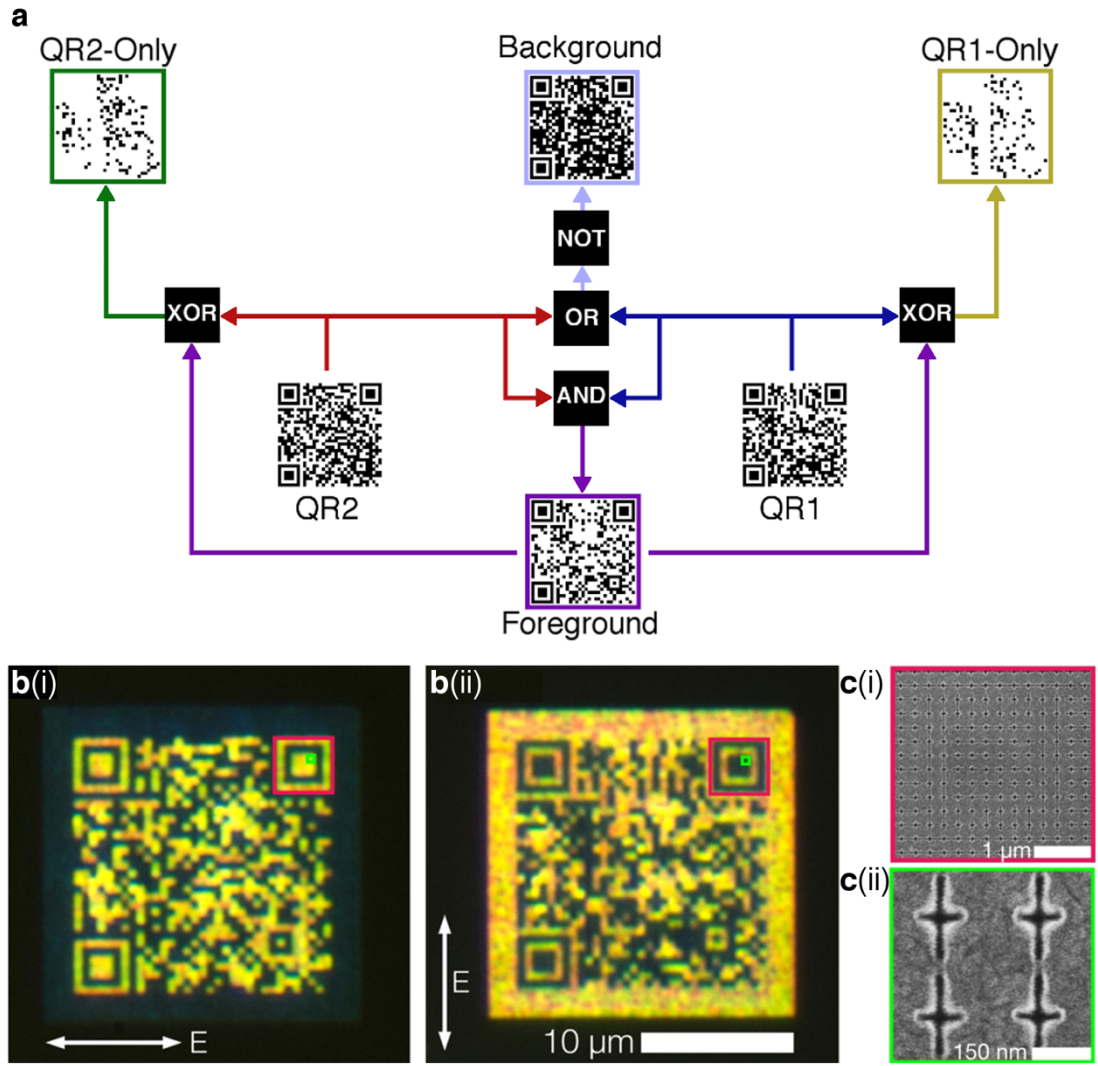 a
QR2-Only
Background
QR1-Only
NOT
XOR
OR
XOR
AND
QR2
QR1
Foreground
b(i)
E
b(ii)
E
10 µm
c(i)
1 µm
c(ii)
150 nm